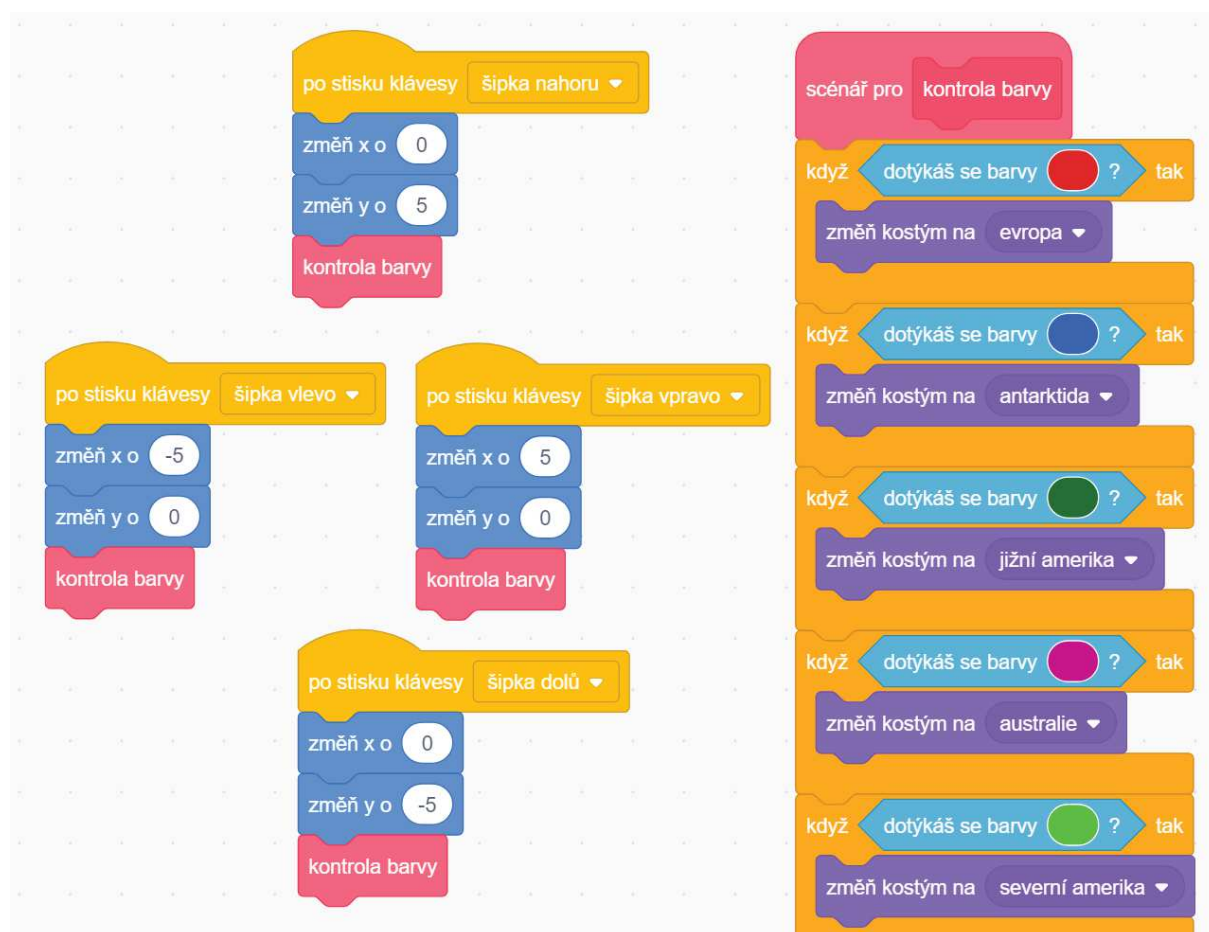 po stisku klávesy šipka nahoru
změň x o 0
změň y o 5
kontrola barvy
po stisku klávesy šipka vlevo
změň x o -5
změň y o 0
kontrola barvy
po stisku klávesy šipka vpravo
změň x o 5
změň y o 0
kontrola barvy
po stisku klávesy šipka dolů
změň x o 0
změň y o -5
kontrola barvy
scénář pro kontrola barvy
když dotýkáš se barvy ? tak
změň kostým na evropa
když dotýkáš se barvy ? tak
změň kostým na antarktida
když dotýkáš se barvy ? tak
změň kostým na jižní amerika
když dotýkáš se barvy ? tak
změň kostým na australie
když dotýkáš se barvy ? tak
změň kostým na severní amerika